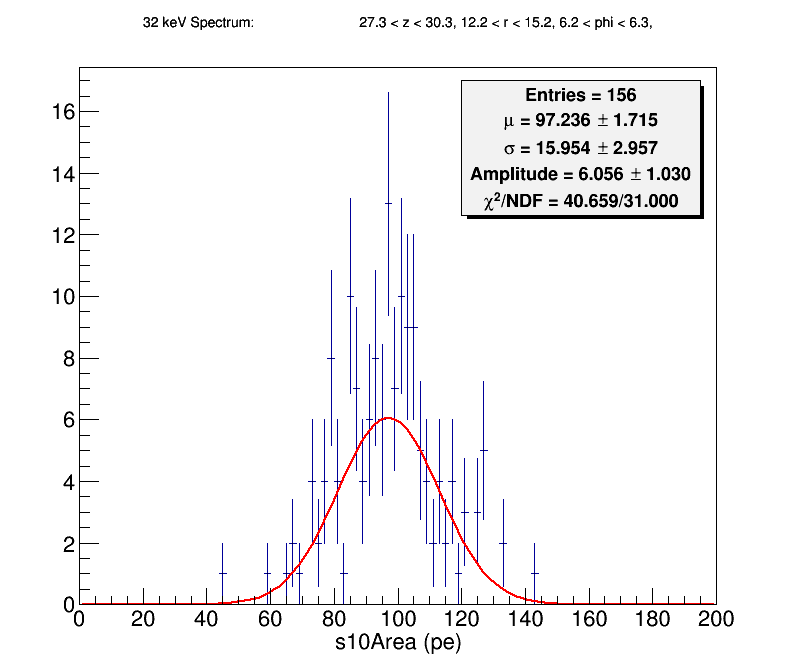 32 keV Spectrum: 27.3 < z < 30.3, 12.2 < r < 15.2, 6.2 < phi < 6.3,
Entries = 156
μ = 97.236 ± 1.715
σ = 15.954 ± 2.957
Amplitude = 6.056 ± 1.030
χ²/NDF = 40.659/31.000
16
14
12
10
8
6
4
2
0
0 20 40 60 80 100 120 140 160 180 200
s10Area (pe)